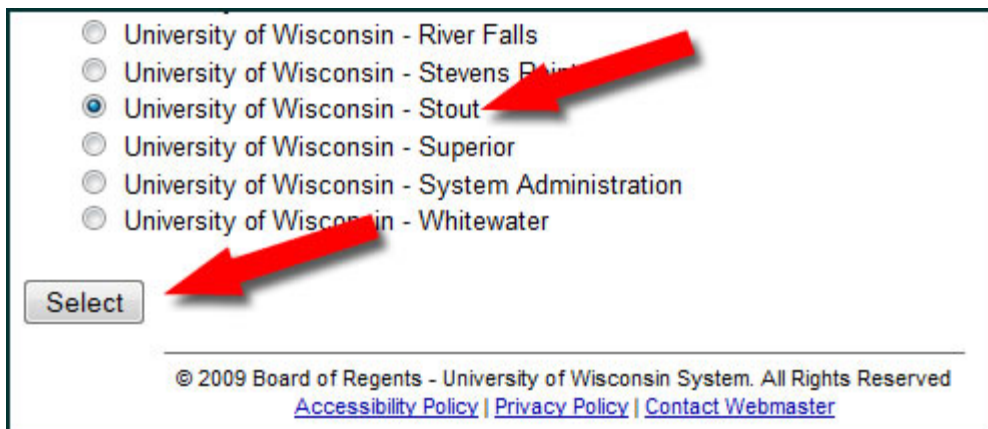 University of Wisconsin - River Falls
University of Wisconsin - Stevens
University of Wisconsin - Stout
University of Wisconsin - Superior
University of Wisconsin - System Administration
University of Wisconsin - Whitewater
Select
© 2009 Board of Regents - University of Wisconsin System. All Rights Reserved
Accessibility Policy | Privacy Policy | Contact Webmaster